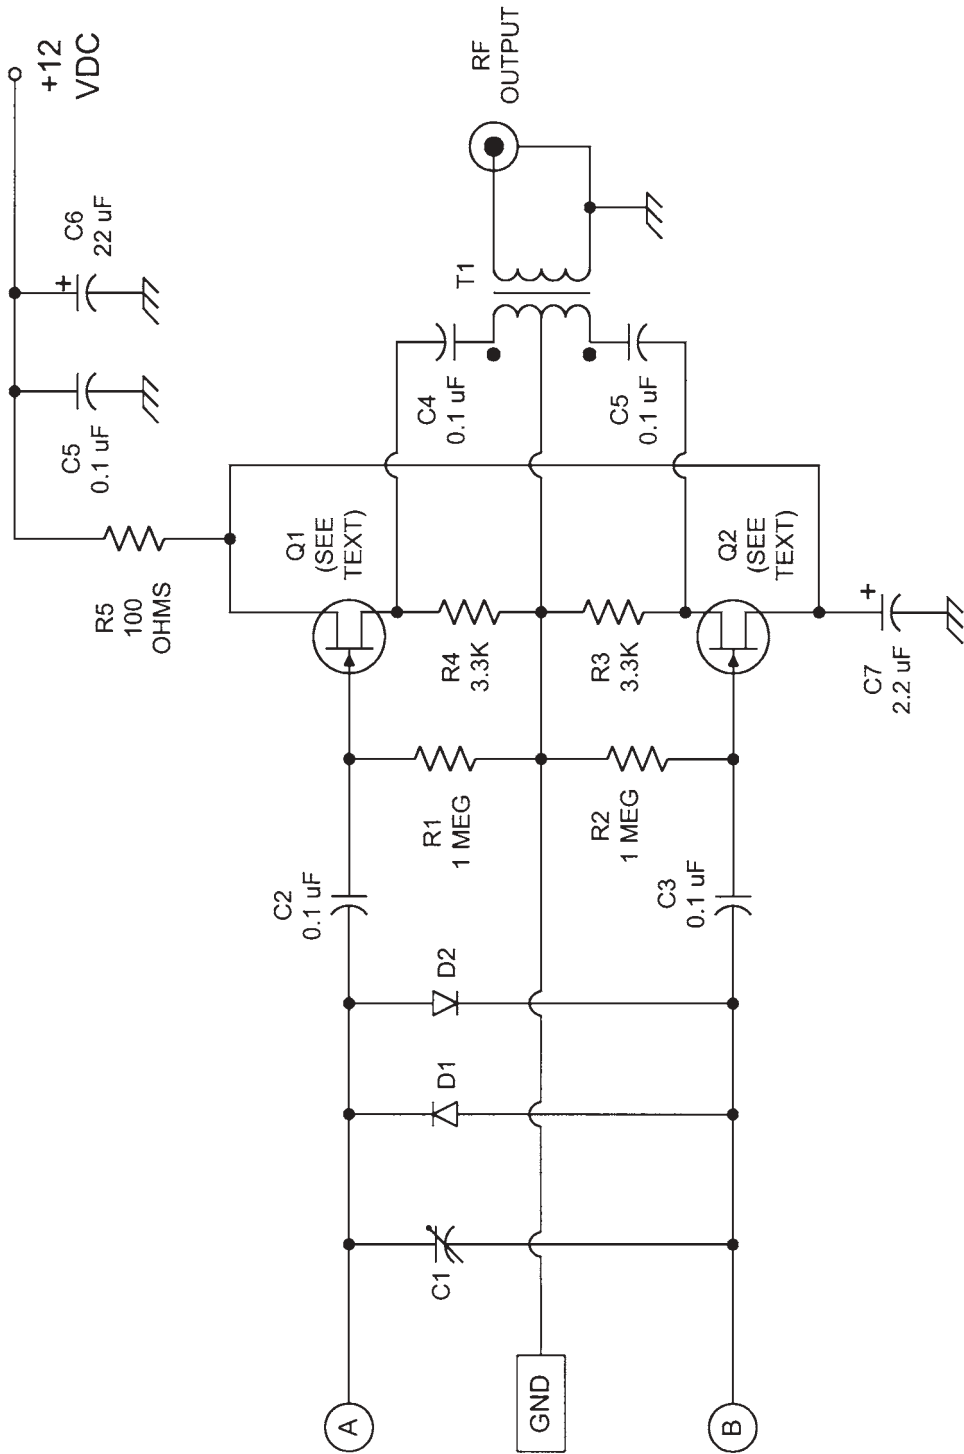 +12
VDC
C6
22 uF
+
C5
0.1 uF
R5
100
OHMS
RF
OUTPUT
T1
C4
0.1 uF
C5
0.1 uF
Q1
(SEE
TEXT)
R4
3.3K
R3
3.3K
Q2
(SEE
TEXT)
+
C7
2.2 uF
R1
1 MEG
R2
1 MEG
C2
0.1 uF
C3
0.1 uF
D2
D1
C1
A
GND
B